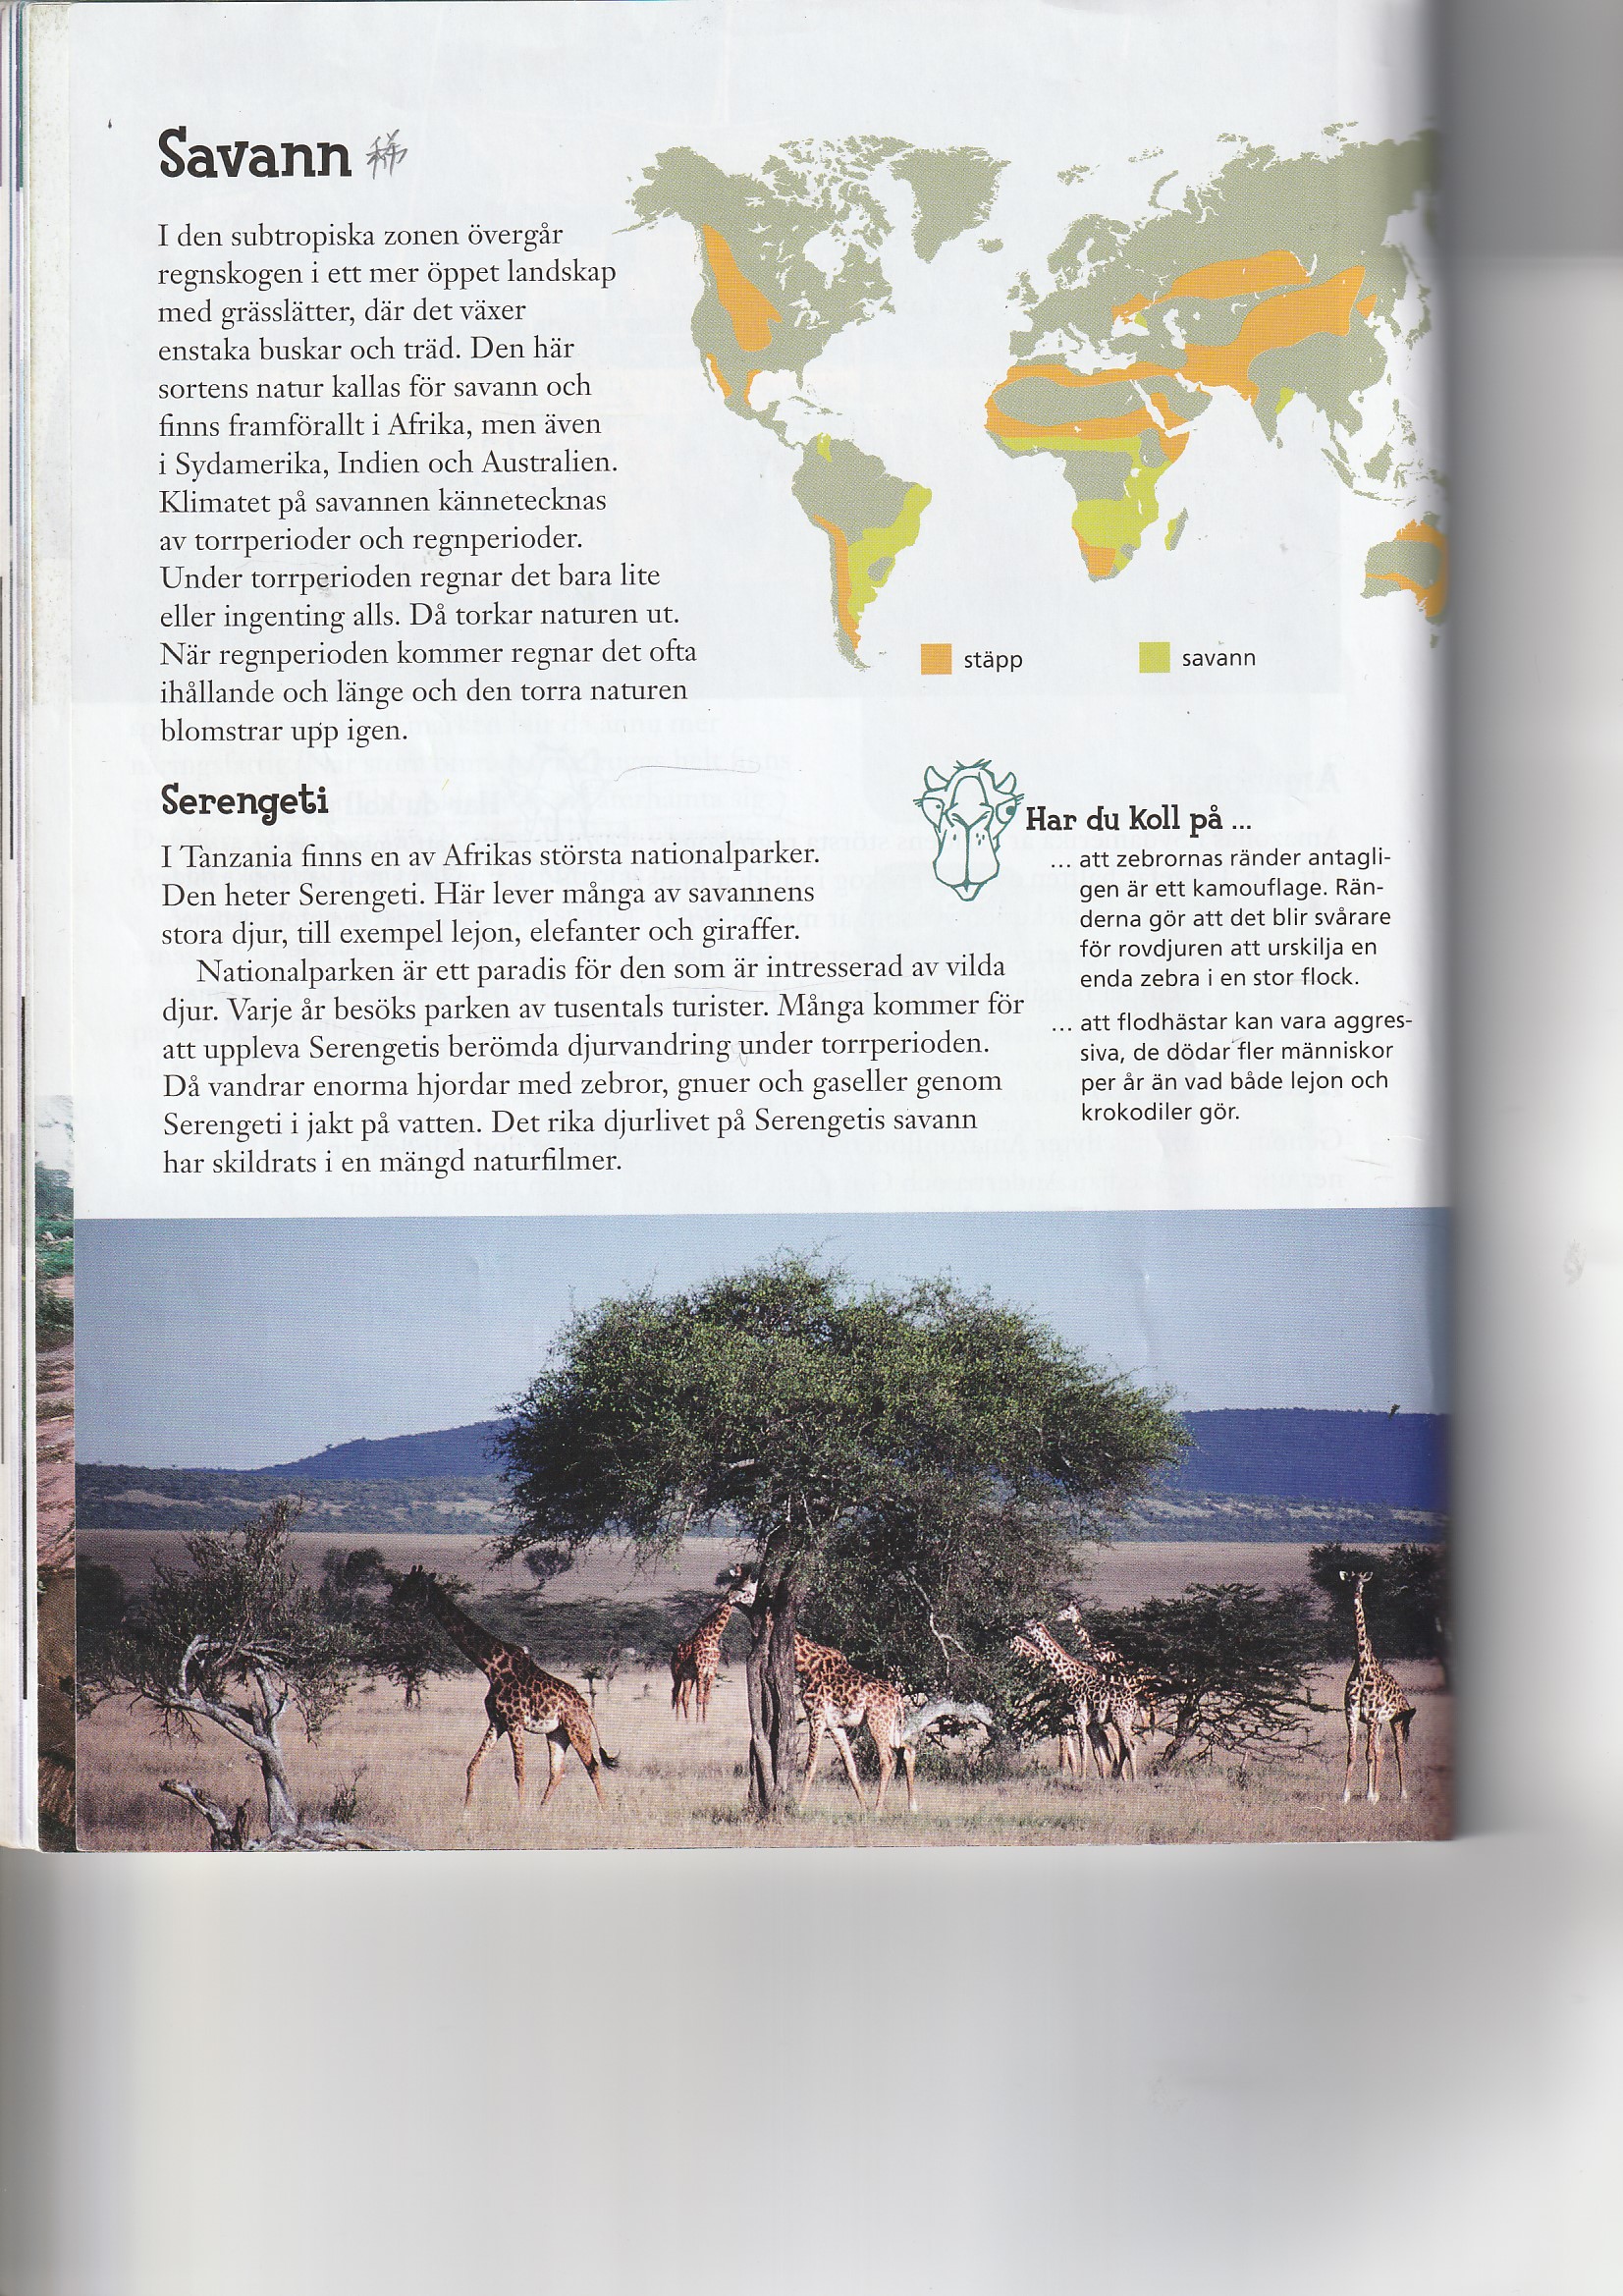 Savann
I den subtropiska zonen övergår
regnskogen i ett mer öppet landskap
med grässlätter, där det växer
enstaka buskar och träd. Den här
sortens natur kallas för savann och
finns framförallt i Afrika, men även
i Sydamerika, Indien och Australien.
Klimatet på savannen kännetecknas
av torrperioder och regnperioder.
Under torrperioden regnar det bara lite
eller ingenting alls. Då torkar naturen ut.
När regnperioden kommer regnar det ofta
ihållande och länge och den torra naturen
blomstrar upp igen.
stäpp
savann
Serengeti
I Tanzania finns en av Afrikas största nationalparker.
Den heter Serengeti. Här lever många av savannens
stora djur, till exempel lejon, elefanter och giraffer.
Nationalparken är ett paradis för den som är intresserad av vilda
djur. Varje år besöks parken av tusentals turister. Många kommer för
att uppleva Serengetis berömda djurvandring under torrperioden.
Då vandrar enorma hjordar med zebror, gnuer och gaseller genom
Serengeti i jakt på vatten. Det rika djurlivet på Serengetis savann
har skildrats i en mängd naturfilmer.
Har du koll på ...
... att zebrornas ränder antagli-
gen är ett kamouflage. Rän-
derna gör att det blir svårare
för rovdjuren att urskilja en
enda zebra i en stor flock.
... att flodhästar kan vara aggres-
siva, de dödar fler människor
per år än vad både lejon och
krokodiler gör.